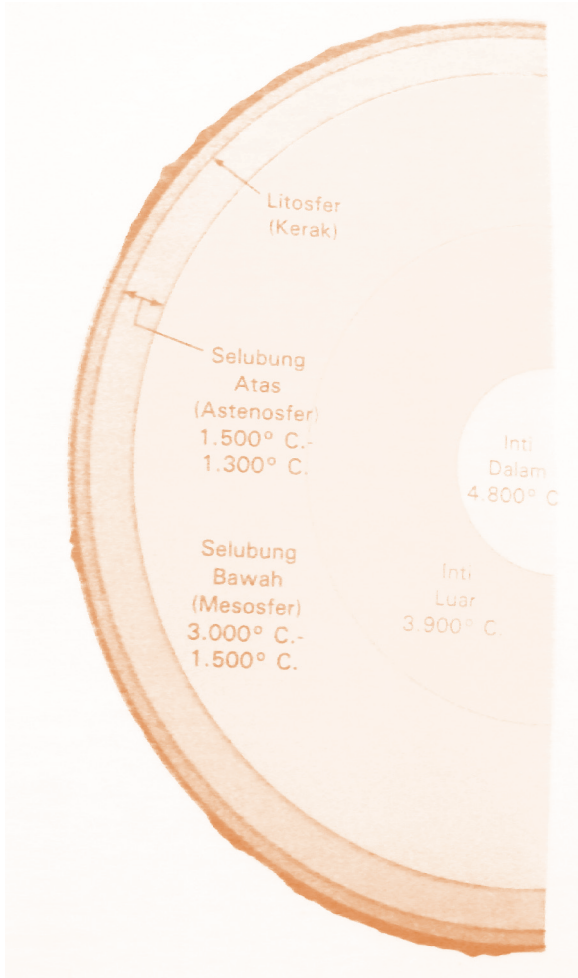 Litosfer
(Kerak)
Selubung
Atas
(Astenosfer)
1.500° C.-
1.300° C.
Inti
Dalam
4.800° C
Selubung
Bawah
(Mesosfer)
3.000° C.-
1.500° C.
Inti
Luar
3.900° C